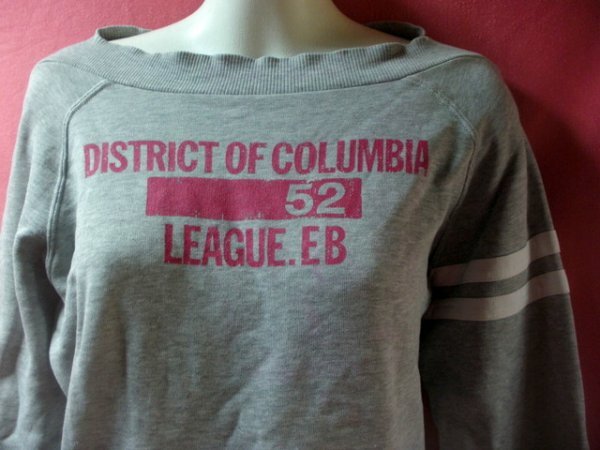 DISTRICT OF COLUMBIA
52
LEAGUE.EB